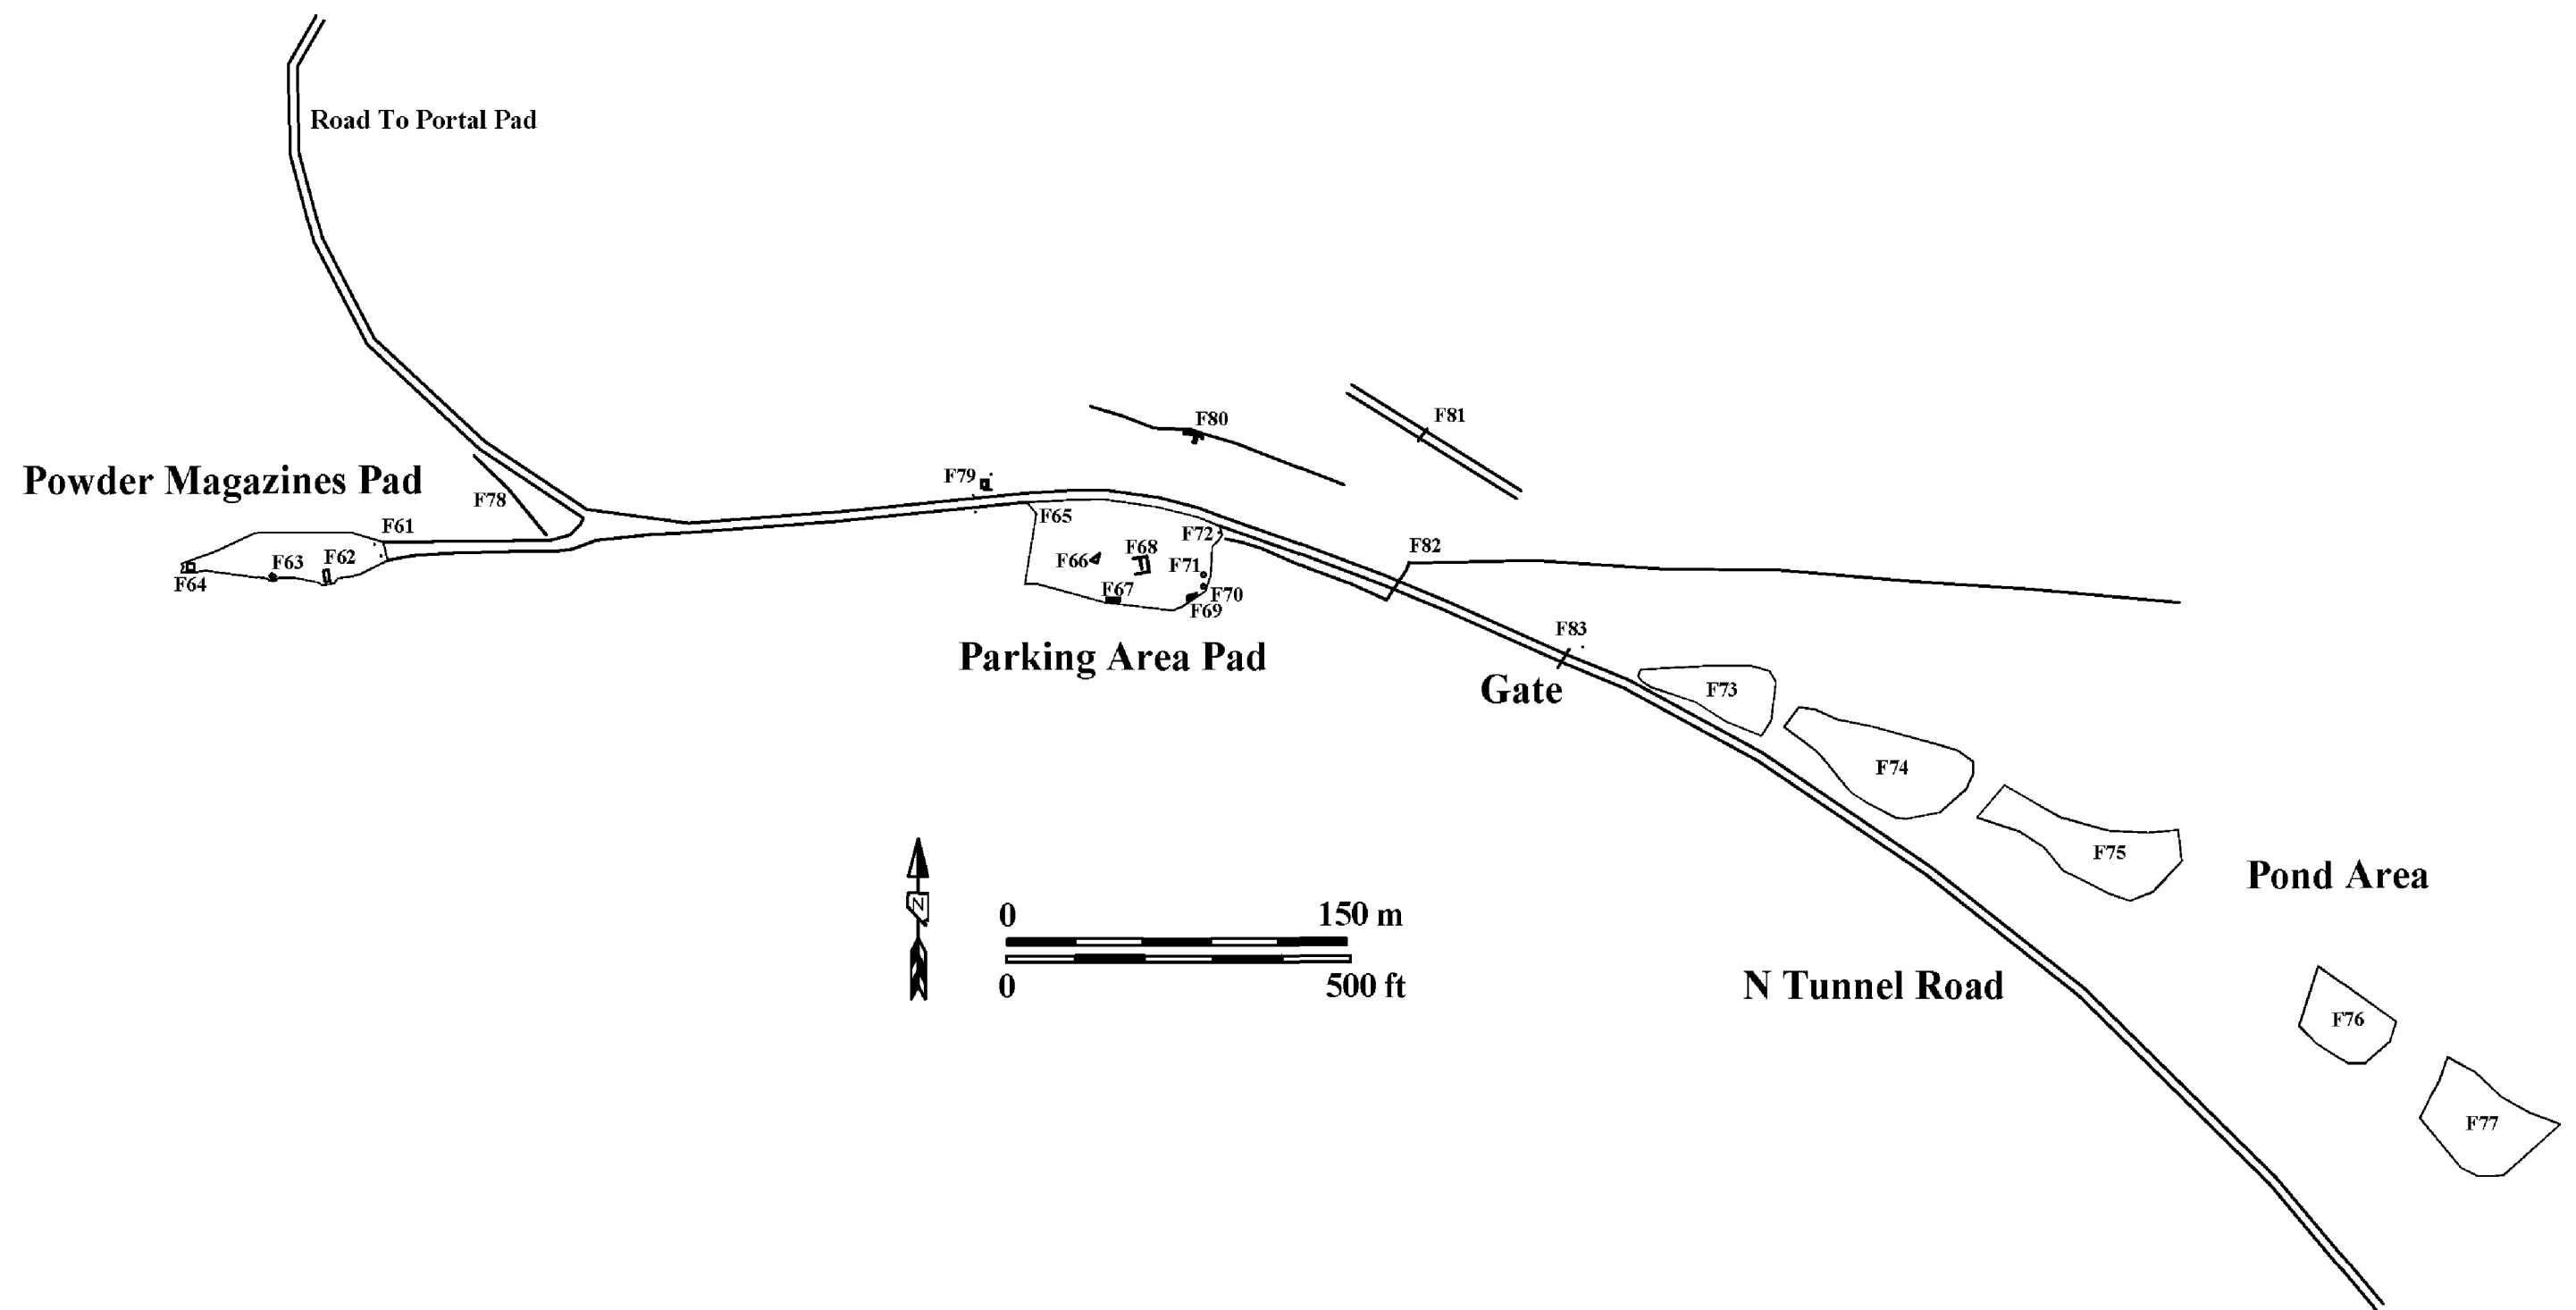 Road To Portal Pad
F80
F81
Powder Magazines Pad
F79
F78
F65
F61
F72
F82
F68
F62
F63
F66
F71
F64
F67
F70
F69
F83
Parking Area Pad
Gate
F73
F74
F75
Pond Area
N
0 150 m
0 500 ft
N Tunnel Road
F76
F77